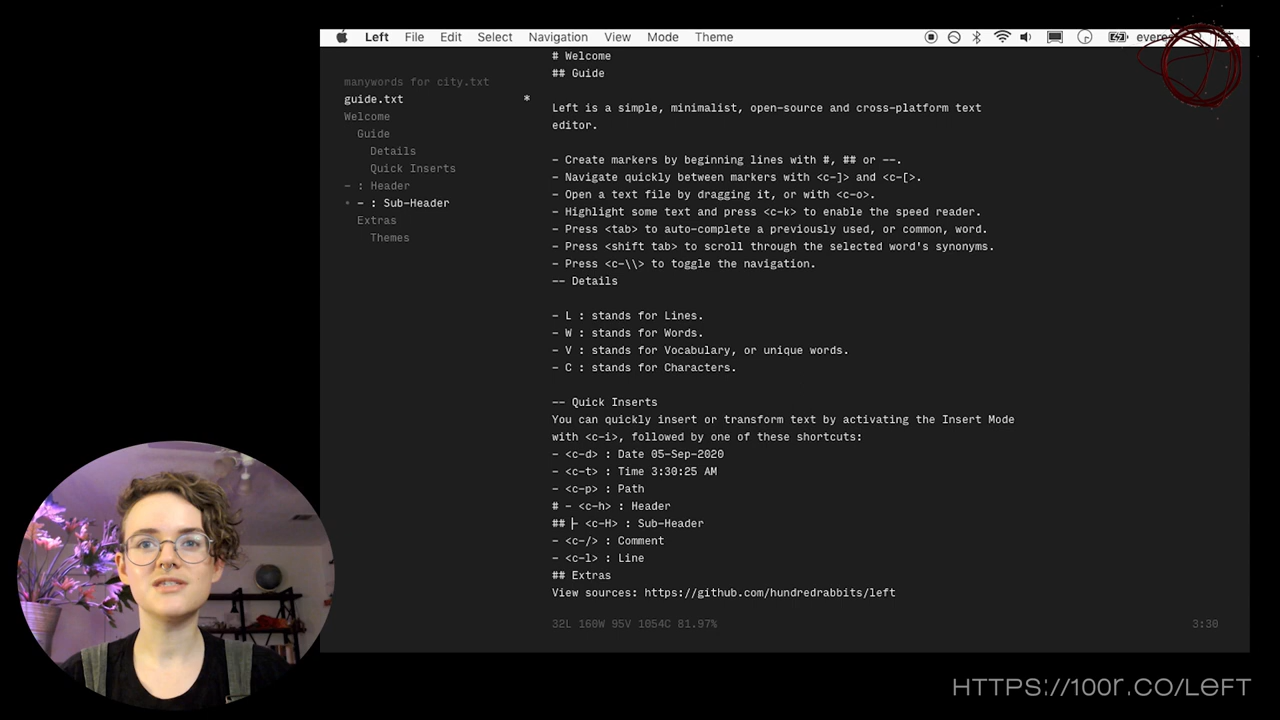 Left File Edit Select Navigation View Mode Theme
manywords for city.txt
guide.txt *
Welcome
Guide
Details
Quick Inserts
- : Header
• - : Sub-Header
Extras
Themes
# Welcome
## Guide
Left is a simple, minimalist, open-source and cross-platform text
editor.
- Create markers by beginning lines with #, ## or --.
- Navigate quickly between markers with <c-]> and <c-[>.
- Open a text file by dragging it, or with <c-o>.
- Highlight some text and press <c-k> to enable the speed reader.
- Press <tab> to auto-complete a previously used, or common, word.
- Press <shift tab> to scroll through the selected word's synonyms.
- Press <c-\\> to toggle the navigation.
-- Details
- L : stands for Lines.
- W : stands for Words.
- V : stands for Vocabulary, or unique words.
- C : stands for Characters.
-- Quick Inserts
You can quickly insert or transform text by activating the Insert Mode
with <c-i>, followed by one of these shortcuts:
- <c-d> : Date 05-Sep-2020
- <c-t> : Time 3:30:25 AM
- <c-p> : Path
# - <c-h> : Header
## - <c-H> : Sub-Header
- <c-/> : Comment
- <c-l> : Line
## Extras
View sources: https://github.com/hundredrabbits/left
32L 160W 95V 1054C 81.97% 3:30
HTTPS://100R.CO/LEFT